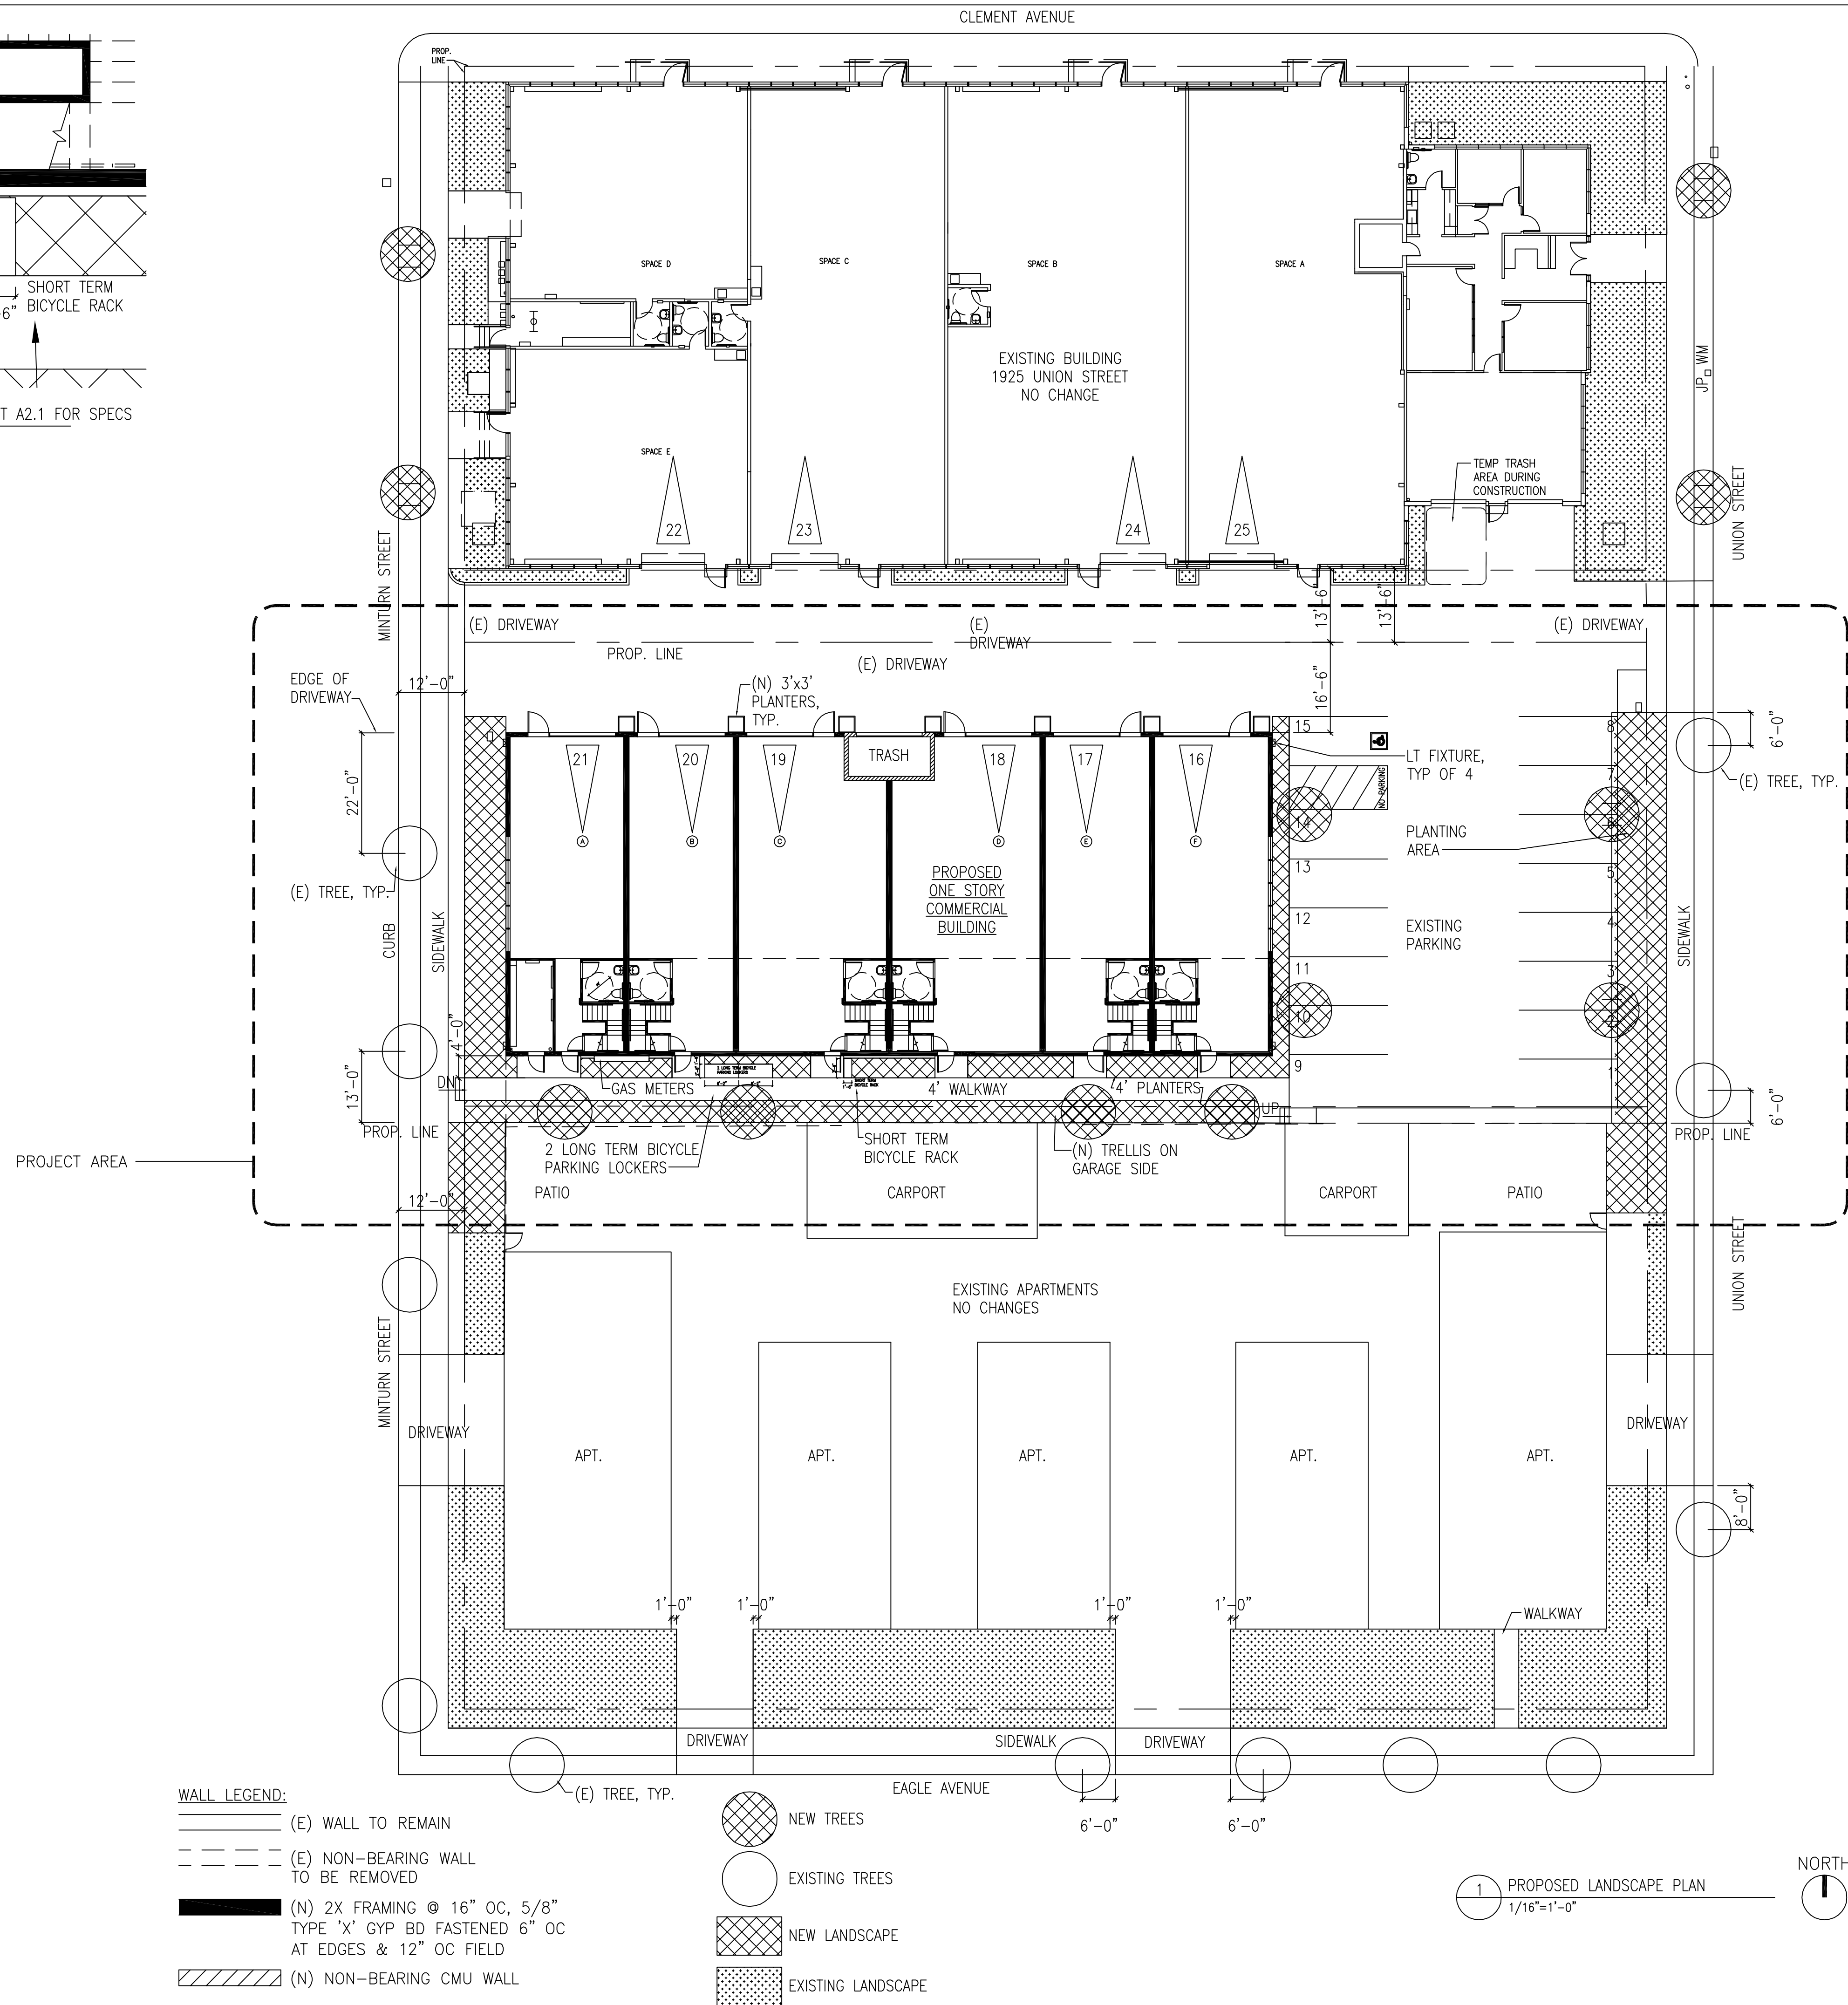 CLEMENT AVENUE
PROP.
LINE
SHORT TERM
BICYCLE RACK
6"
T A2.1 FOR SPECS
SPACE D
SPACE C
SPACE B
SPACE A
EXISTING BUILDING
1925 UNION STREET
NO CHANGE
SPACE E
22
23
24
25
TEMP TRASH
AREA DURING
CONSTRUCTION
JP
WM
UNION STREET
MINTURN STREET
(E) DRIVEWAY
(E)
DRIVEWAY
(E) DRIVEWAY
PROP. LINE
(E) DRIVEWAY
13'-6"
13'-6"
16'-6"
EDGE OF
DRIVEWAY
12'-0"
(N) 3'x3'
PLANTERS,
TYP.
22'-0"
TRASH
21
20
19
18
17
16
A
B
C
D
E
F
15
14
13
12
11
10
9
NO PARKING
8
7
6
5
4
3
2
1
LT FIXTURE,
TYP OF 4
6'-0"
(E) TREE, TYP.
PLANTING
AREA
EXISTING
PARKING
(E) TREE, TYP.
CURB
SIDEWALK
SIDEWALK
PROPOSED
ONE STORY
COMMERCIAL
BUILDING
4'-0"
13'-0"
DN
GAS METERS
2 LONG TERM BICYCLE
PARKING LOCKERS
SHORT TERM
BICYCLE RACK
4' WALKWAY
4' PLANTERS
UP
6'-0"
PROP. LINE
PROP. LINE
PROJECT AREA
2 LONG TERM BICYCLE
PARKING LOCKERS
SHORT TERM
BICYCLE RACK
(N) TRELLIS ON
GARAGE SIDE
12'-0"
PATIO
CARPORT
CARPORT
PATIO
UNION STREET
MINTURN STREET
EXISTING APARTMENTS
NO CHANGES
DRIVEWAY
DRIVEWAY
APT.
APT.
APT.
APT.
APT.
8'-0"
1'-0"
1'-0"
1'-0"
1'-0"
WALKWAY
DRIVEWAY
SIDEWALK
DRIVEWAY
EAGLE AVENUE
(E) TREE, TYP.
6'-0"
6'-0"
WALL LEGEND:
(E) WALL TO REMAIN
(E) NON-BEARING WALL
TO BE REMOVED
(N) 2X FRAMING @ 16" OC, 5/8"
TYPE 'X' GYP BD FASTENED 6" OC
AT EDGES & 12" OC FIELD
(N) NON-BEARING CMU WALL
NEW TREES
EXISTING TREES
NEW LANDSCAPE
EXISTING LANDSCAPE
1
PROPOSED LANDSCAPE PLAN
1/16"=1'-0"
NORTH